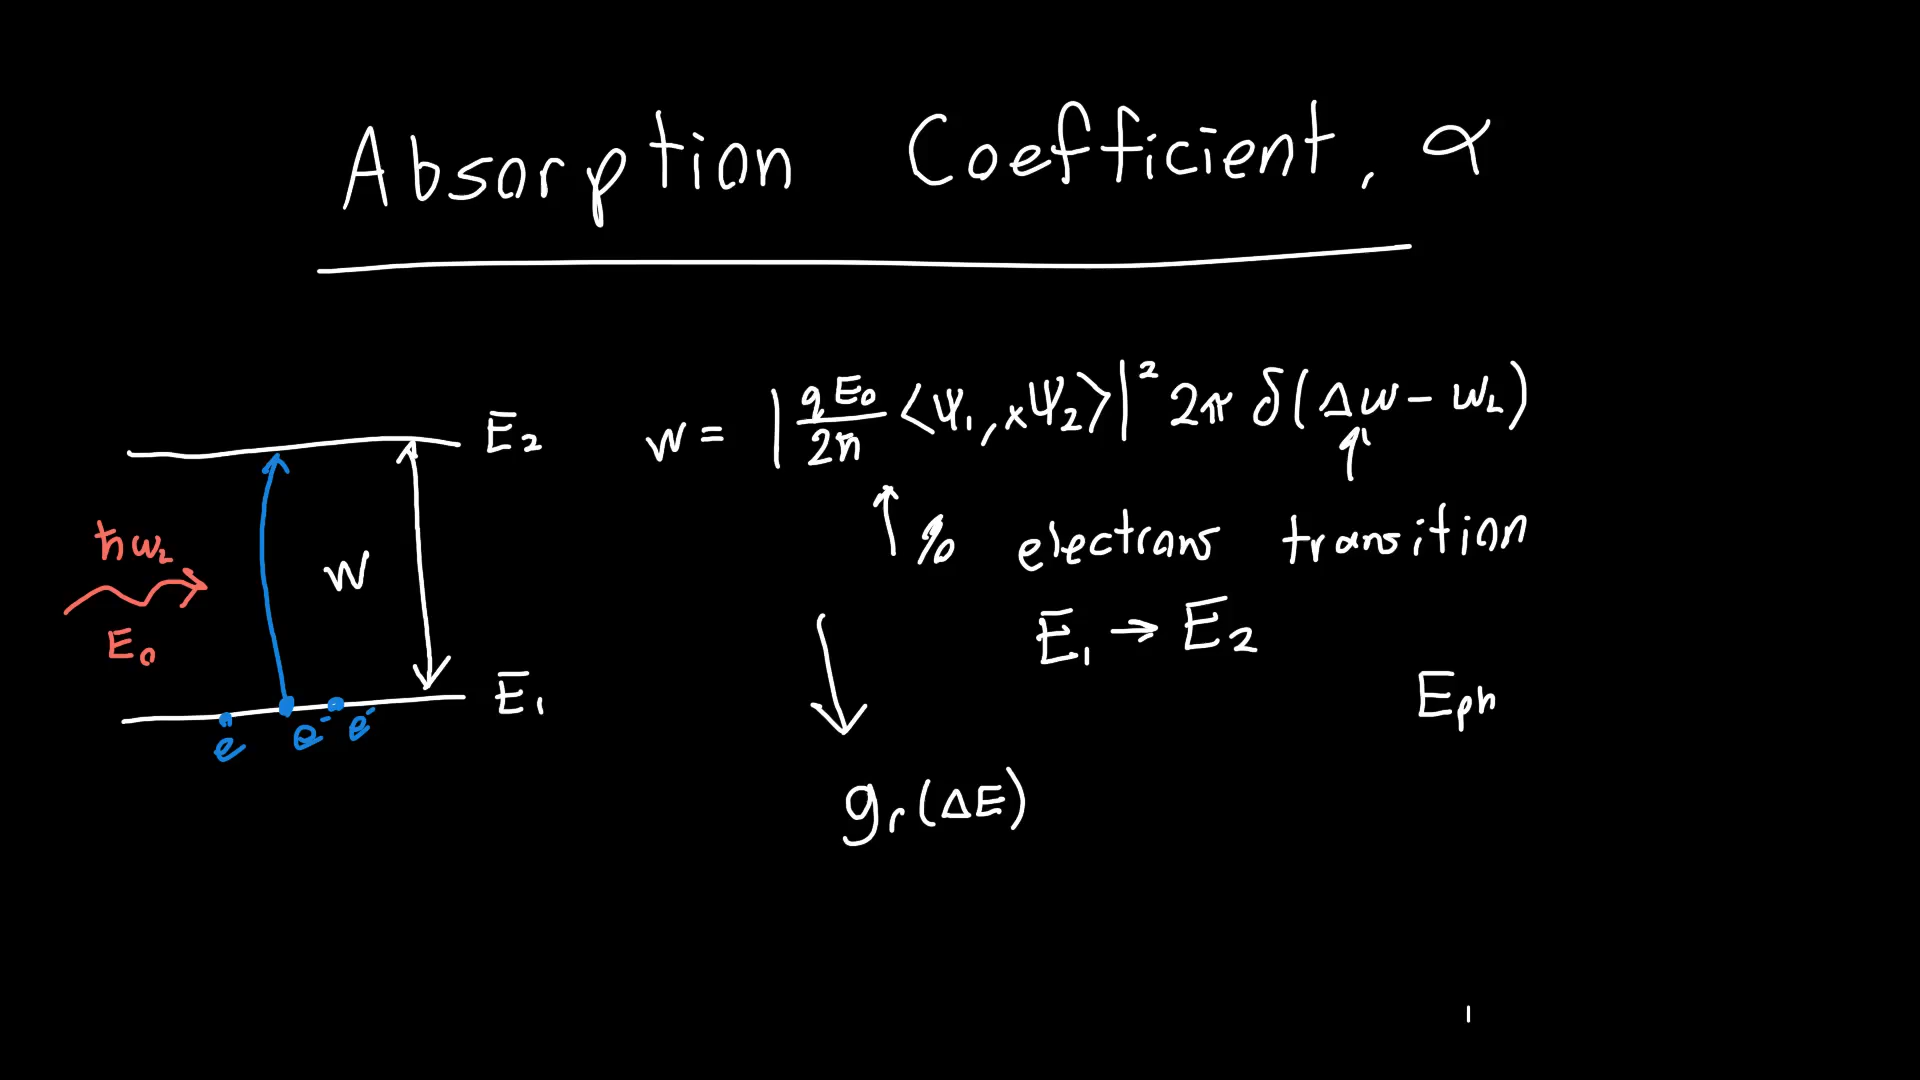 Absorption Coefficient, α
E₂
W = |qE₀/2ħ ⟨Ψ₁, xΨ₂⟩|² 2π δ(Δω - ω_L)
ħω_L
W
E₀
% electrons transition
E₁ → E₂
E₁
E_ph
e e⁻ e⁻
g_r(ΔE)